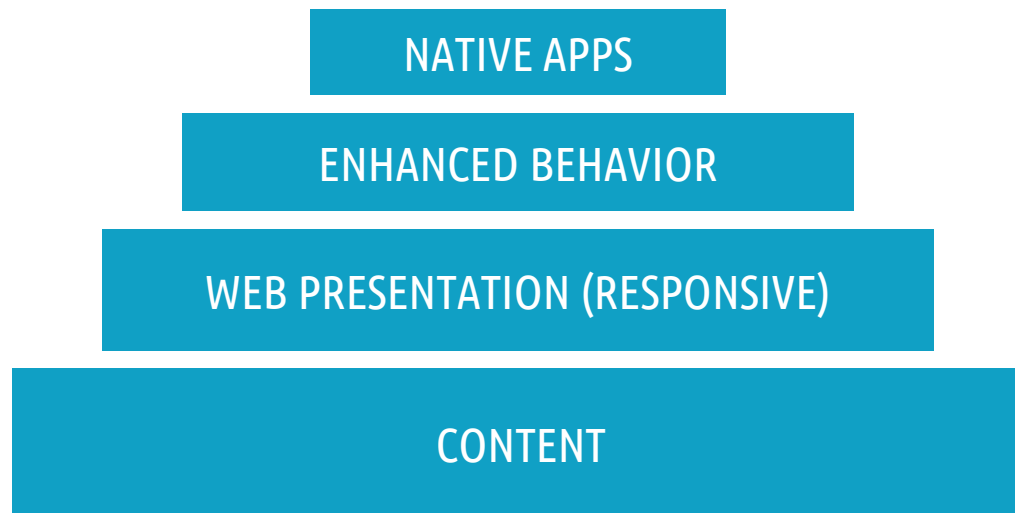 NATIVE APPS
ENHANCED BEHAVIOR
WEB PRESENTATION (RESPONSIVE)
CONTENT